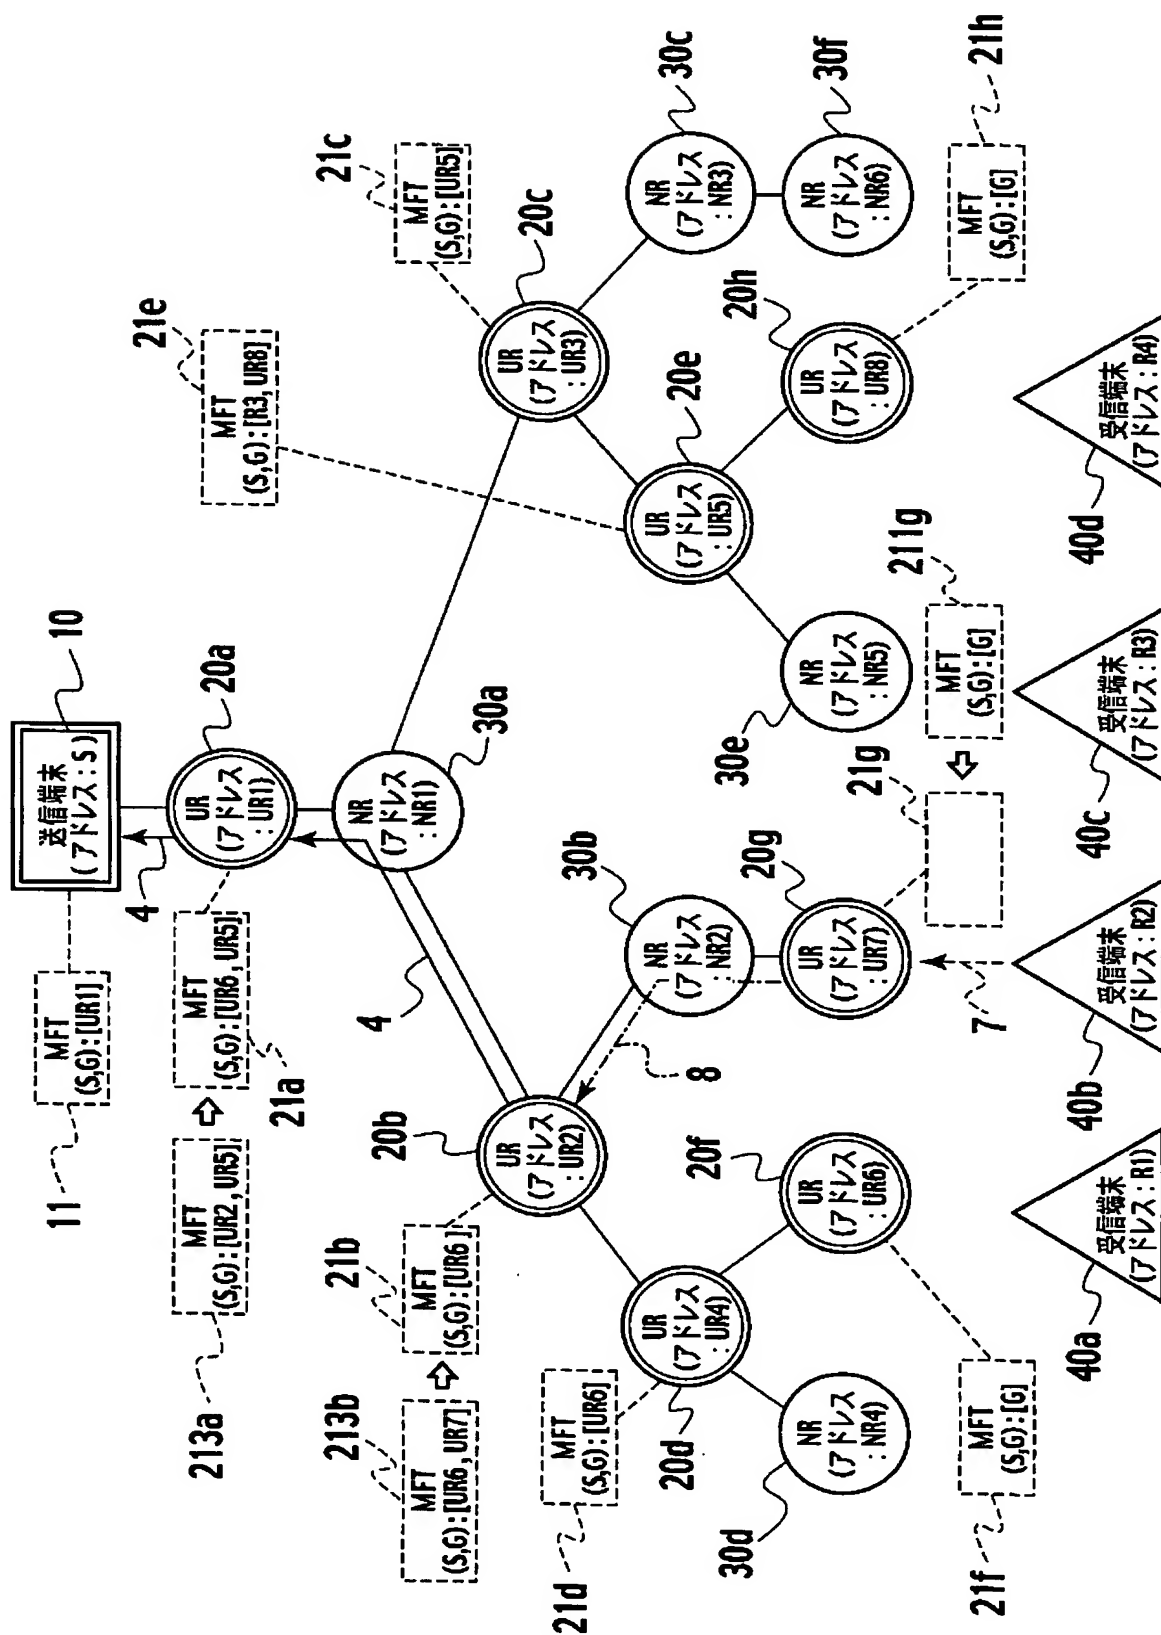 10
送信端末
(アドレス:S)
11
MFT
(S,G):[UR1]
4
20a
UR
(アドレス
:UR1)
213a
MFT
(S,G):[UR2,UR5]
MFT
(S,G):[UR6,UR5]
21a
30a
NR
(アドレス
:NR1)
4
21e
MFT
(S,G):[R3,UR8]
21c
MFT
(S,G):[UR5]
213b
MFT
(S,G):[UR6,UR7]
21b
MFT
(S,G):[UR6]
20b
UR
(アドレス
:UR2)
8
20c
UR
(アドレス
:UR3)
21d
MFT
(S,G):[UR6]
20d
UR
(アドレス
:UR4)
30b
NR
(アドレス
:NR2)
20e
UR
(アドレス
:UR5)
30c
NR
(アドレス
:NR3)
30d
NR
(アドレス
:NR4)
20f
UR
(アドレス
:UR6)
20g
UR
(アドレス
:UR7)
30e
NR
(アドレス
:NR5)
20h
UR
(アドレス
:UR8)
30f
NR
(アドレス
:NR6)
21f
MFT
(S,G):[G]
7
21g
211g
MFT
(S,G):[G]
21h
MFT
(S,G):[G]
40a
受信端末
(アドレス:R1)
40b
受信端末
(アドレス:R2)
40c
受信端末
(アドレス:R3)
40d
受信端末
(アドレス:R4)